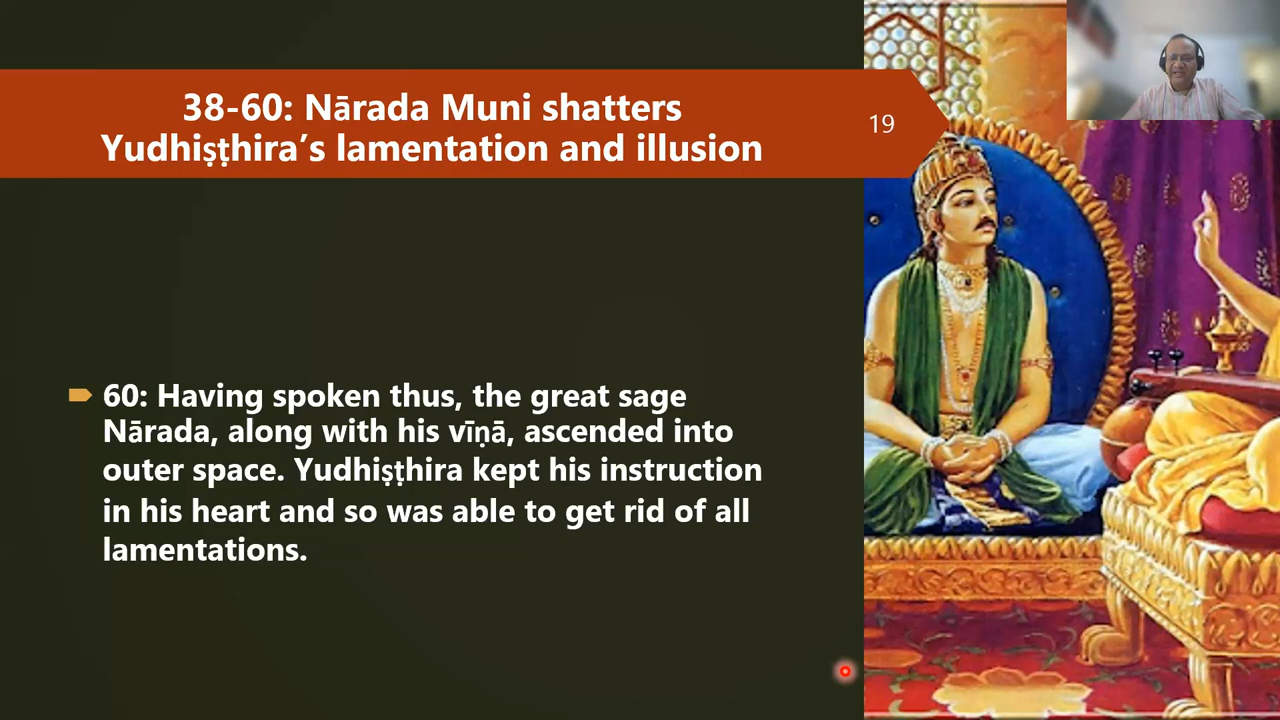 38-60: Nārada Muni shatters
Yudhiṣṭhira’s lamentation and illusion
19
60: Having spoken thus, the great sage
Nārada, along with his vīṇā, ascended into
outer space. Yudhiṣṭhira kept his instruction
in his heart and so was able to get rid of all
lamentations.